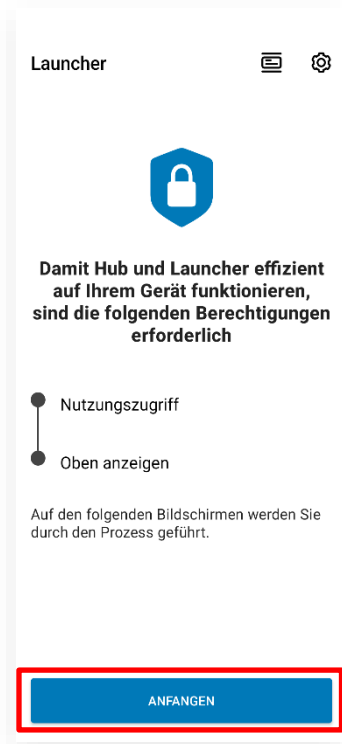 Launcher
Damit Hub und Launcher effizient
auf Ihrem Gerät funktionieren,
sind die folgenden Berechtigungen
erforderlich
Nutzungszugriff
Oben anzeigen
Auf den folgenden Bildschirmen werden Sie
durch den Prozess geführt.
ANFANGEN